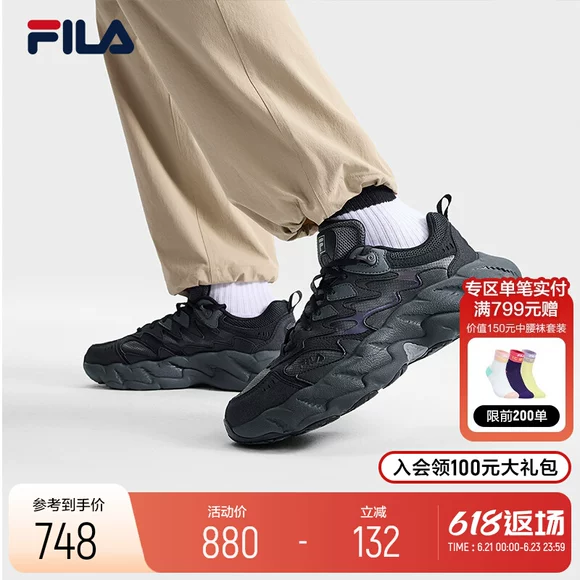 FILA
FILA
专区单笔实付
满799元赠
价值150元中腰袜套装
限前200单
入会领100元大礼包
参考到手价
748
活动价
880
-
立减
132
618返场
TIME : 6.21 00:00-6.23 23:59